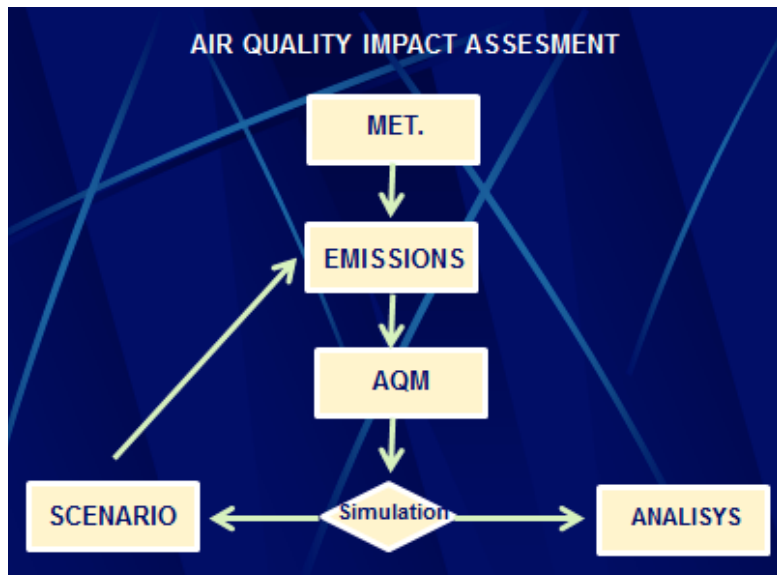 AIR QUALITY IMPACT ASSESMENT
MET.
EMISSIONS
AQM
SCENARIO
Simulation
ANALISYS